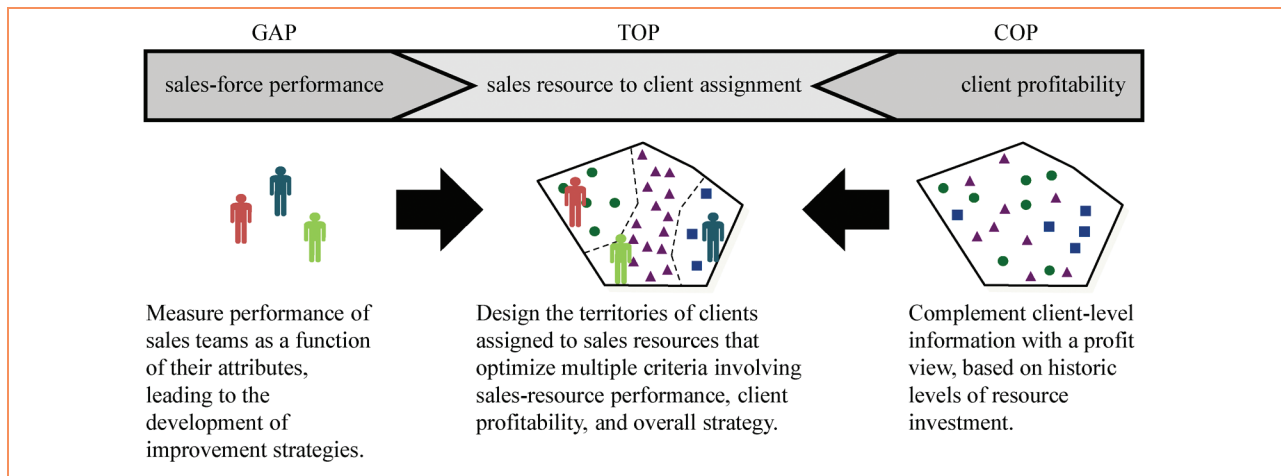 GAP
TOP
COP
sales-force performance
sales resource to client assignment
client profitability
Measure performance of
sales teams as a function
of their attributes,
leading to the
development of
improvement strategies.
Design the territories of clients
assigned to sales resources that
optimize multiple criteria involving
sales-resource performance, client
profitability, and overall strategy.
Complement client-level
information with a profit
view, based on historic
levels of resource
investment.